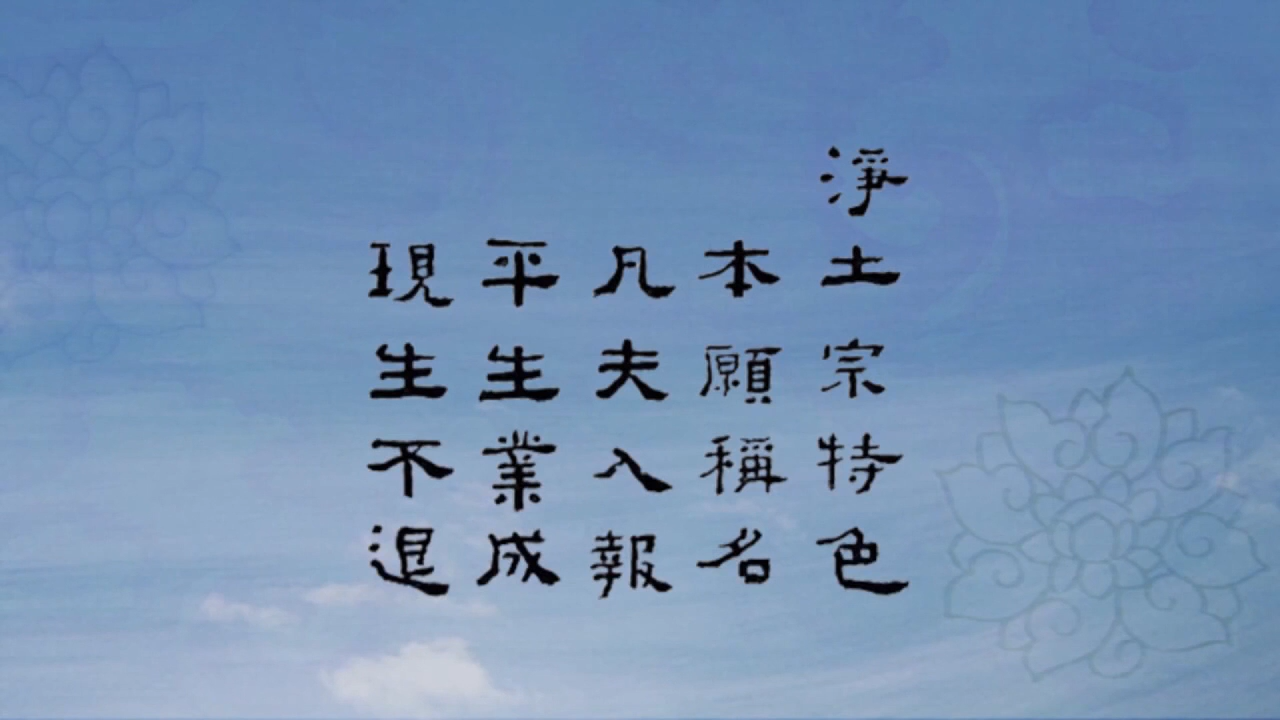 淨土宗特色
本願稱名
凡夫入報
平生業成
現生不退